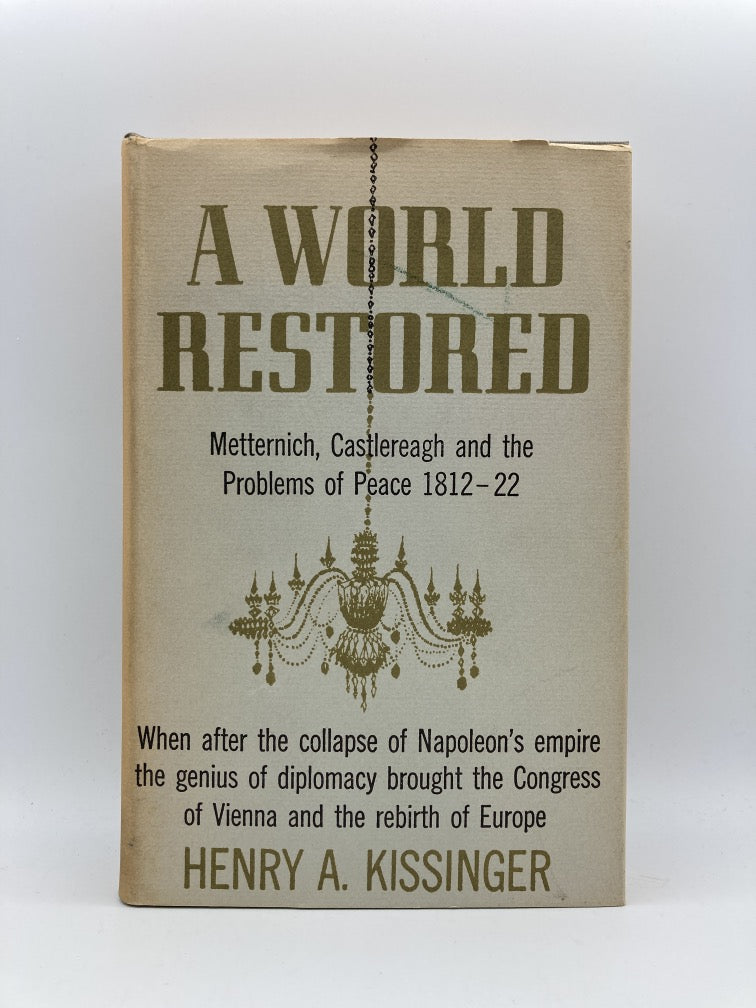 A WORLD
RESTORED
Metternich, Castlereagh and the
Problems of Peace 1812–22
When after the collapse of Napoleon's empire
the genius of diplomacy brought the Congress
of Vienna and the rebirth of Europe
HENRY A. KISSINGER